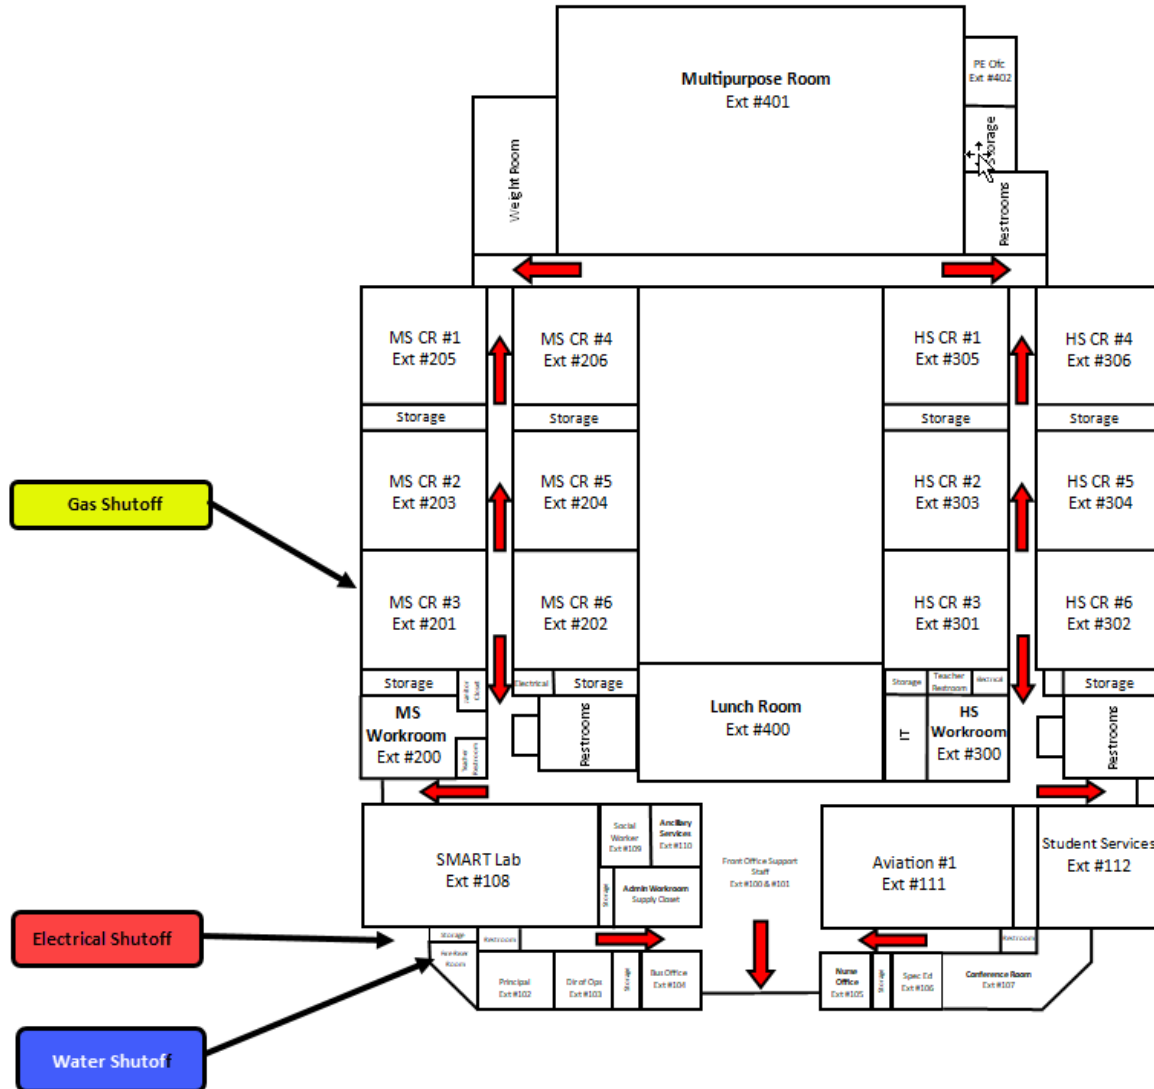 Multipurpose Room
Ext #401
PE Ofc
Ext #402
Storage
Restrooms
Weight Room
MS CR #1
Ext #205
MS CR #4
Ext #206
HS CR #1
Ext #305
HS CR #4
Ext #306
Storage
Storage
Storage
Storage
MS CR #2
Ext #203
MS CR #5
Ext #204
HS CR #2
Ext #303
HS CR #5
Ext #304
Gas Shutoff
MS CR #3
Ext #201
MS CR #6
Ext #202
HS CR #3
Ext #301
HS CR #6
Ext #302
Storage
Janitor
Closet
Electrical
Storage
Storage
Teacher
Restroom
Electrical
Storage
MS
Workroom
Ext #200
Teacher
Restroom
Restrooms
Lunch Room
Ext #400
IT
HS
Workroom
Ext #300
Restrooms
SMART Lab
Ext #108
Social
Worker
Ext #109
Ancillary
Services
Ext #110
Storage
Admin Workroom
Supply Closet
Front Office Support
Staff
Ext #100 & #101
Aviation #1
Ext #111
Student Services
Ext #112
Electrical Shutoff
Storage
Restroom
Room
Principal
Ext #102
Dir of Ops
Ext #103
Storage
Bus Office
Ext #104
Nurse
Office
Ext #105
Storage
Spec Ed
Ext #106
Restroom
Conference Room
Ext #107
Water Shutoff